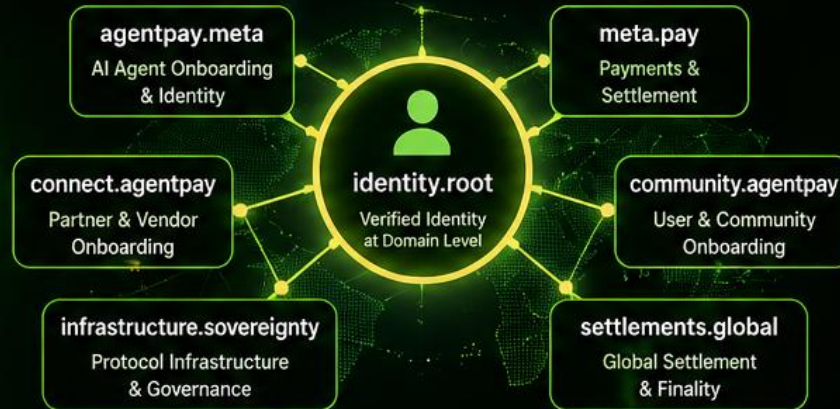 agentpay.meta
AI Agent Onboarding
& Identity
meta.pay
Payments &
Settlement
identity.root
Verified Identity
at Domain Level
connect.agentpay
Partner & Vendor
Onboarding
community.agentpay
User & Community
Onboarding
infrastructure.sovereignty
Protocol Infrastructure
& Governance
settlements.global
Global Settlement
& Finality